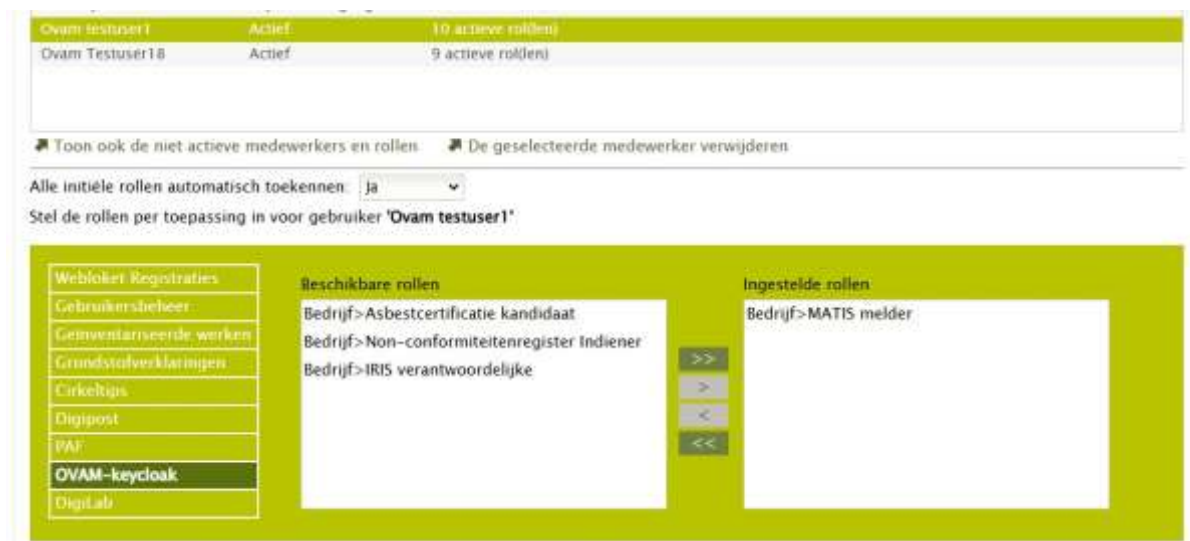 Ovam testuser1 Actief 10 actieve rol(len)
Ovam Testuser18 Actief 9 actieve rol(len)
Toon ook de niet actieve medewerkers en rollen De geselecteerde medewerker verwijderen
Alle initiële rollen automatisch toekennen: Ja
Stel de rollen per toepassing in voor gebruiker 'Ovam testuser1'
Webloket Registraties
Gebruikersbeheer
Geïnventariseerde werken
Grondstofverklaringen
Cirkeltips
Digipost
PAF
OVAM-keycloak
DigiLab
Beschikbare rollen
Bedrijf>Asbestcertificatie kandidaat
Bedrijf>Non-conformiteitenregister Indiener
Bedrijf>IRIS verantwoordelijke
>>
>
<
<<
Ingestelde rollen
Bedrijf>MATIS melder